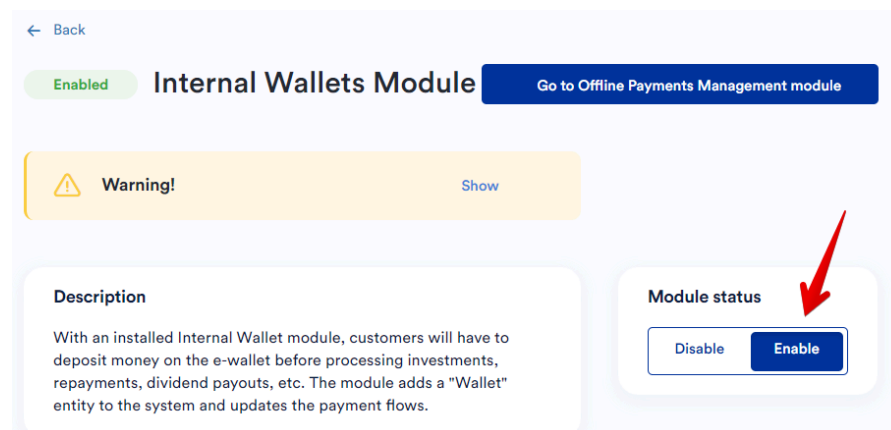 ← Back
Enabled
Internal Wallets Module
Go to Offline Payments Management module
Warning!
Show
Description
With an installed Internal Wallet module, customers will have to
deposit money on the e-wallet before processing investments,
repayments, dividend payouts, etc. The module adds a "Wallet"
entity to the system and updates the payment flows.
Module status
Disable
Enable